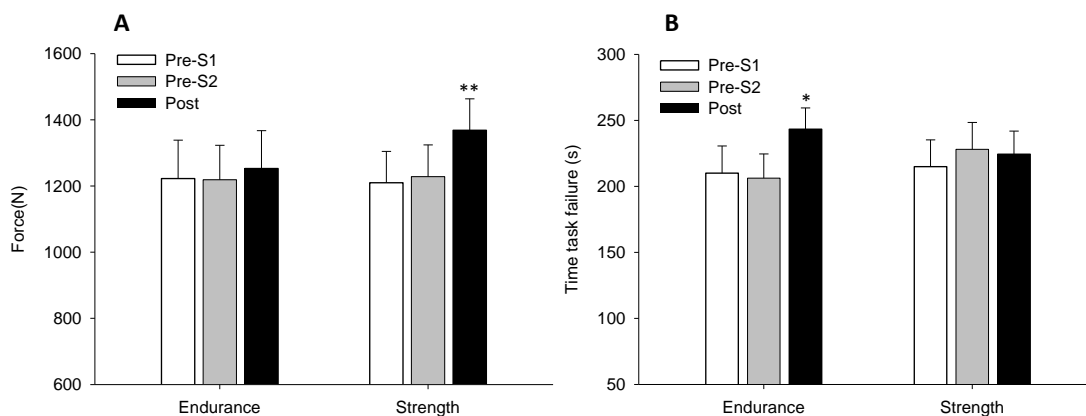 A
1600
1400
1200
1000
800
600
Force(N)
Pre-S1
Pre-S2
Post
**
Endurance
Strength
B
300
250
200
150
100
50
Time task failure (s)
Pre-S1
Pre-S2
Post
*
Endurance
Strength